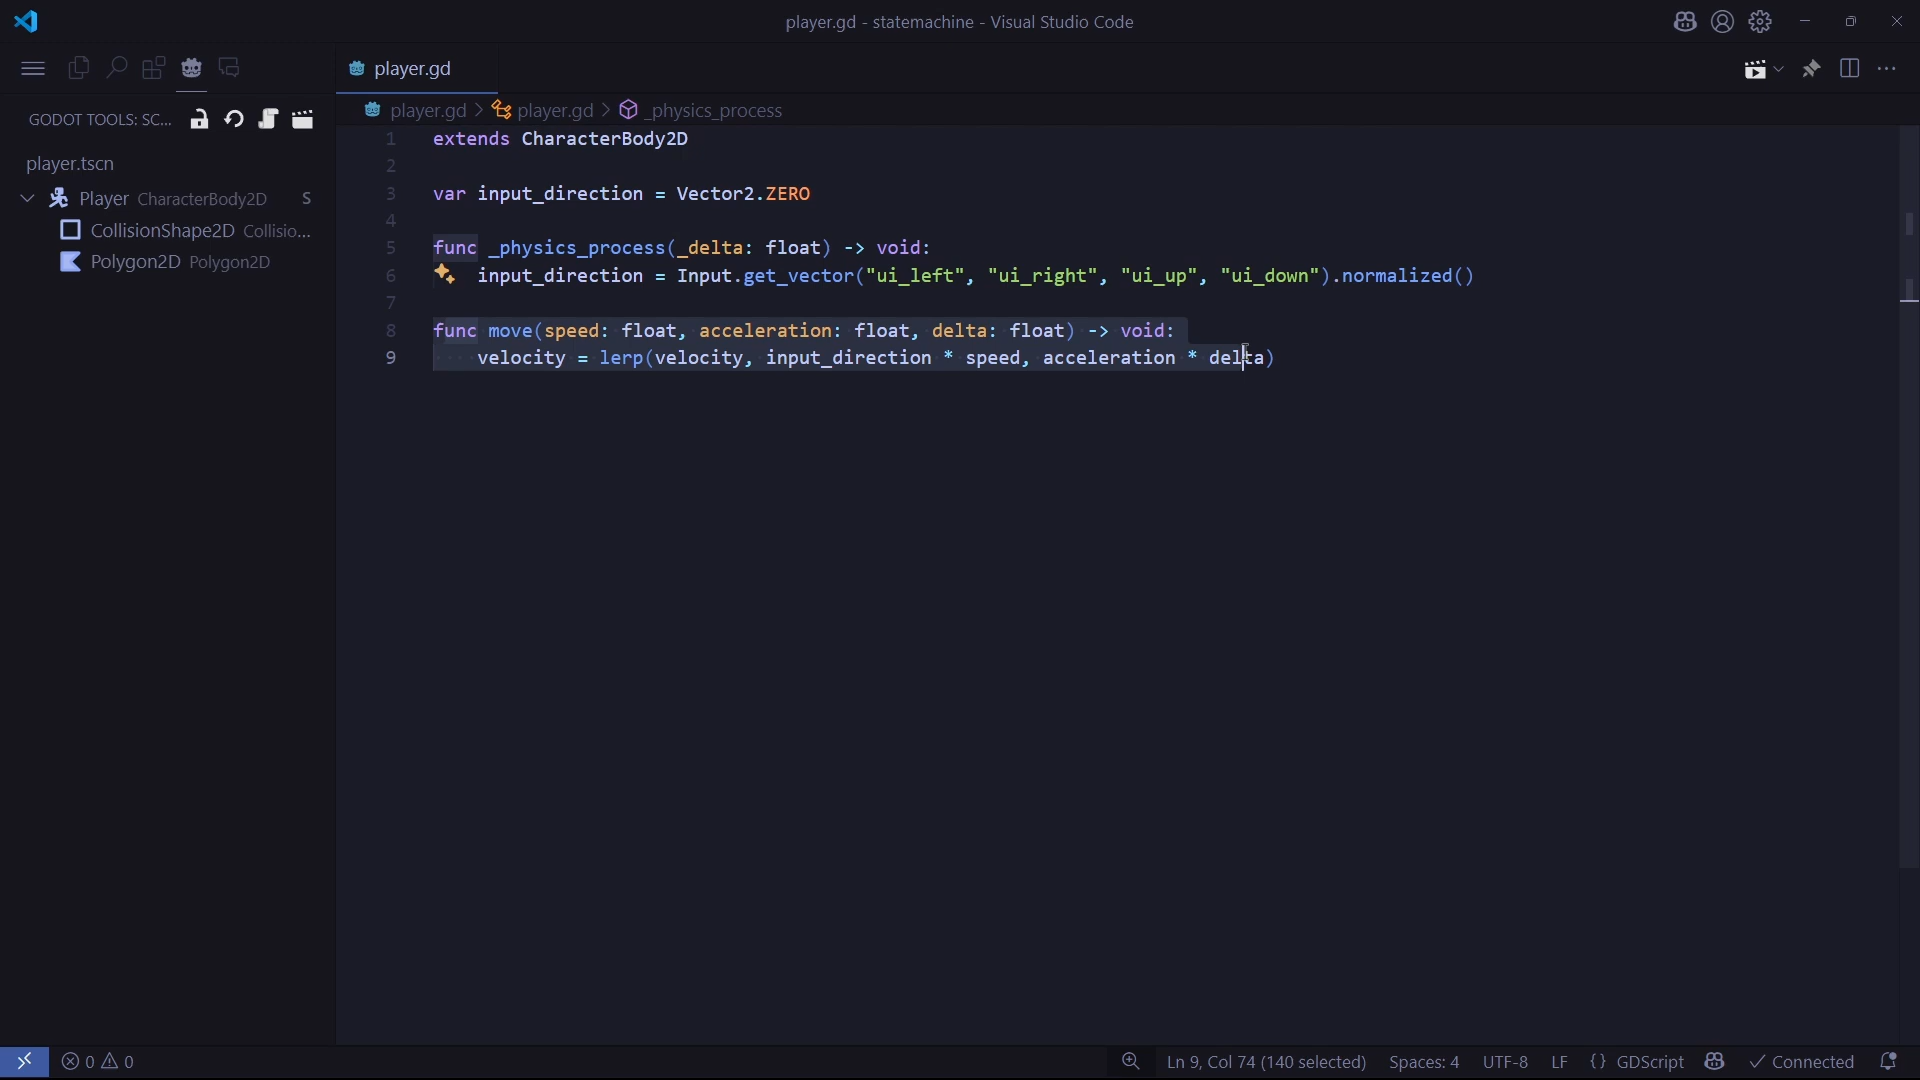 player.gd - statemachine - Visual Studio Code
player.gd
GODOT TOOLS: SC...
player.gd > player.gd > _physics_process
player.tscn
Player CharacterBody2D S
CollisionShape2D Collisio...
Polygon2D Polygon2D
1 extends CharacterBody2D
2
3 var input_direction = Vector2.ZERO
4
5 func _physics_process(_delta: float) -> void:
6 input_direction = Input.get_vector("ui_left", "ui_right", "ui_up", "ui_down").normalized()
7
8 func move(speed: float, acceleration: float, delta: float) -> void:
9 velocity = lerp(velocity, input_direction * speed, acceleration * delta)
0 0 Ln 9, Col 74 (140 selected) Spaces: 4 UTF-8 LF {} GDScript Connected